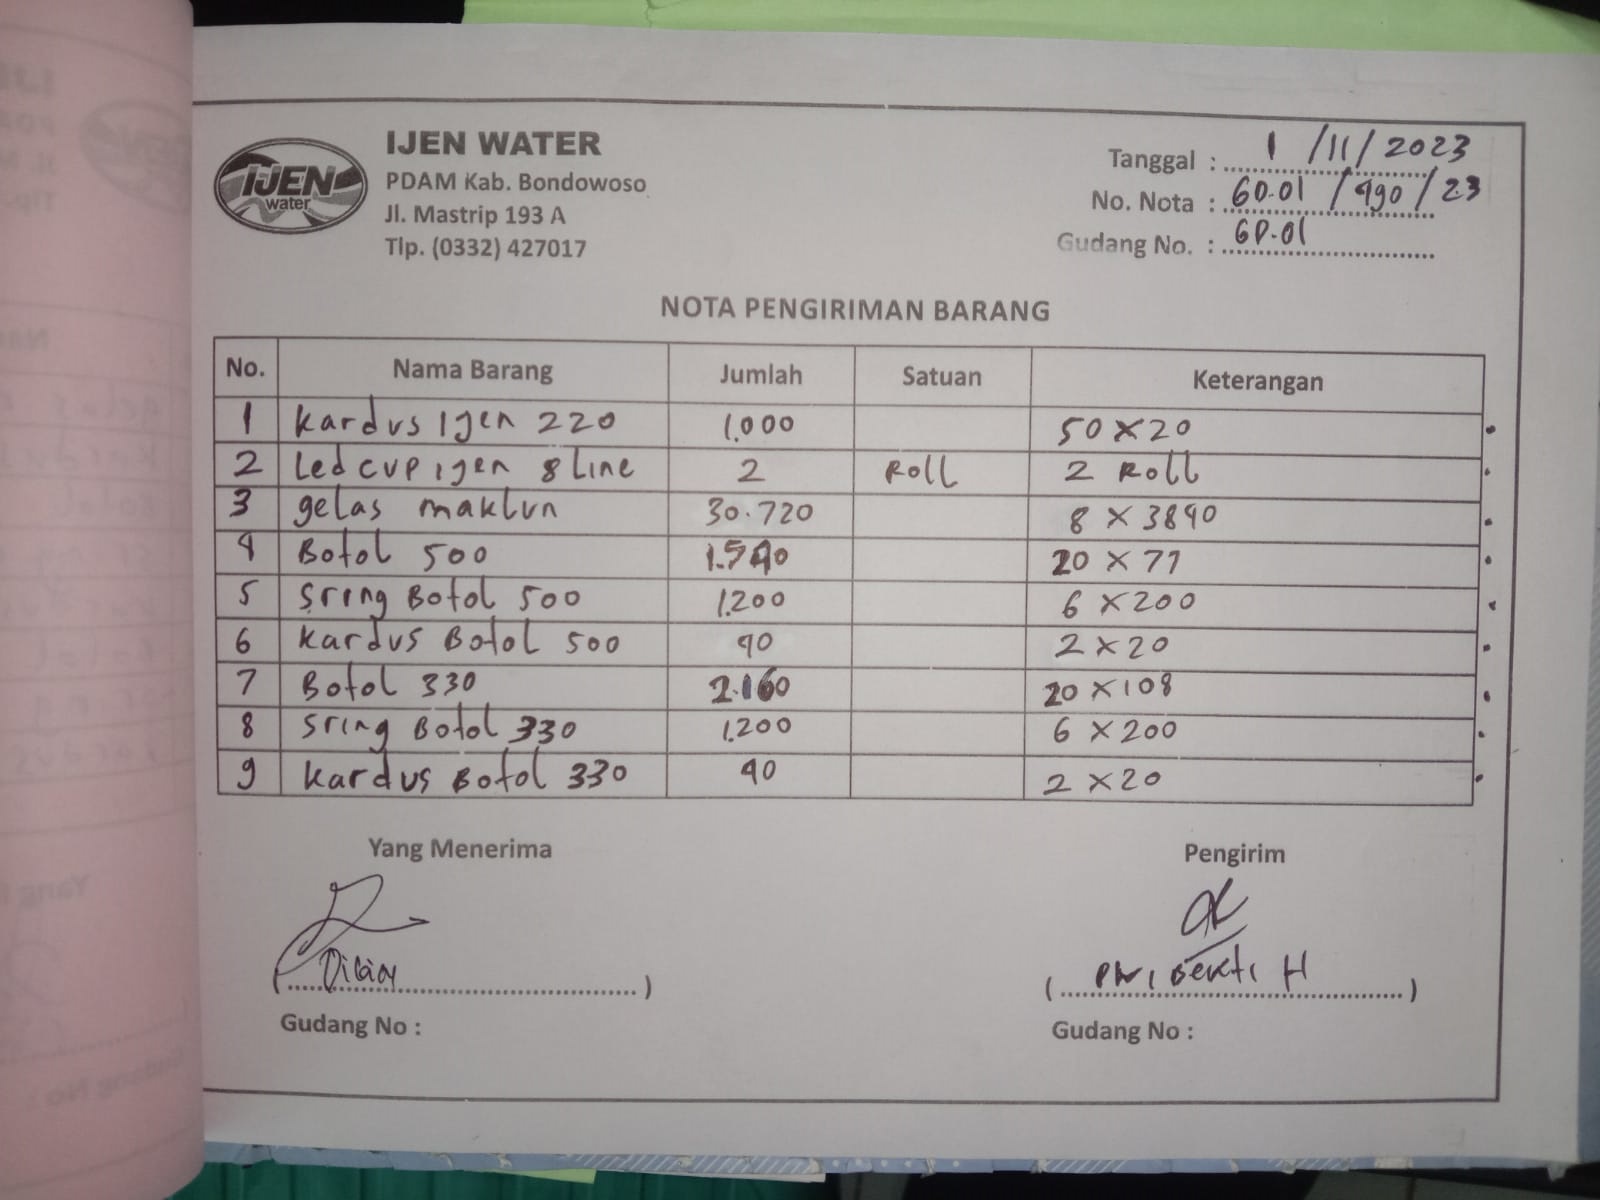 IJEN WATER
PDAM Kab. Bondowoso
Jl. Mastrip 193 A
Tlp. (0332) 427017
IJEN
water
Tanggal : 1 / 11 / 2023
No. Nota : 60.01 / 490 / 23
Gudang No. : 60.01
NOTA PENGIRIMAN BARANG
No. Nama Barang Jumlah Satuan Keterangan
1 Kardus Ijen 220 1.000 50 X 20
2 Led cup ijen 8 Line 2 Roll 2 Roll
3 gelas maklun 30.720 8 X 3840
4 Botol 500 1.540 20 X 77
5 Sring Botol 500 1.200 6 X 200
6 Kardus Botol 500 40 2 X 20
7 Botol 330 2.160 20 X 108
8 Sring Botol 330 1.200 6 X 200
9 Kardus Botol 330 40 2 X 20
Yang Menerima Pengirim
Gudang No : Gudang No :